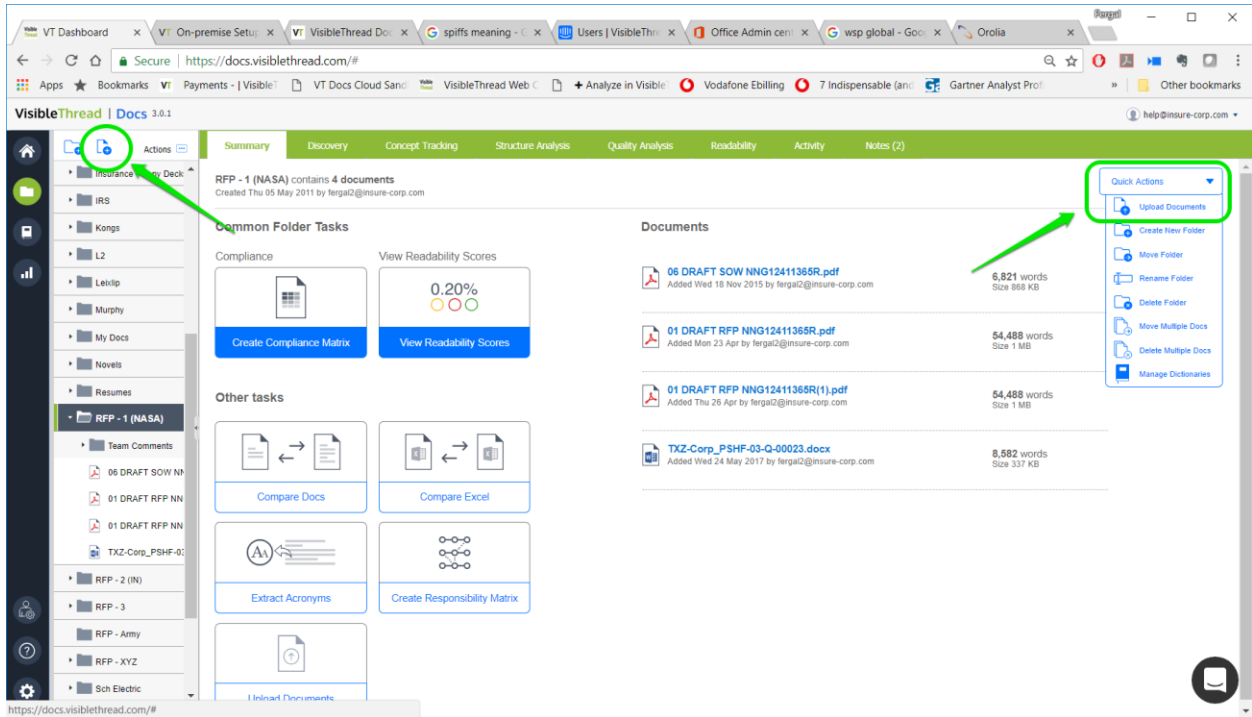 Fergal
VT Dashboard
VT On-premise Setup
VisibleThread Doc
spiffs meaning - G
Users | VisibleThre
Office Admin cent
wsp global - Goog
Orolia
Secure | https://docs.visiblethread.com/#
Apps
Bookmarks
Payments - | Visible
VT Docs Cloud Sand
VisibleThread Web C
+ Analyze in Visible
Vodafone Ebilling
7 Indispensable (and
Gartner Analyst Prof
»
Other bookmarks
VisibleThread | Docs 3.0.1
help@insure-corp.com
Actions
Summary
Discovery
Concept Tracking
Structure Analysis
Quality Analysis
Readability
Activity
Notes (2)
IRS
Kongs
L2
Leixlip
Murphy
My Docs
Novels
Resumes
RFP - 1 (NASA)
Team Comments
06 DRAFT SOW NN
01 DRAFT RFP NN
01 DRAFT RFP NN
TXZ-Corp_PSHF-03
RFP - 2 (IN)
RFP - 3
RFP - Army
RFP - XYZ
Sch Electric
RFP - 1 (NASA) contains 4 documents
Created Thu 05 May 2011 by fergal2@insure-corp.com
Common Folder Tasks
Compliance
View Readability Scores
0.20%
Create Compliance Matrix
View Readability Scores
Other tasks
Compare Docs
Compare Excel
Extract Acronyms
Create Responsibility Matrix
Upload Documents
Documents
06 DRAFT SOW NNG12411365R.pdf
Added Wed 18 Nov 2015 by fergal2@insure-corp.com
6,821 words
Size 868 KB
01 DRAFT RFP NNG12411365R.pdf
Added Mon 23 Apr by fergal2@insure-corp.com
54,488 words
Size 1 MB
01 DRAFT RFP NNG12411365R(1).pdf
Added Thu 26 Apr by fergal2@insure-corp.com
54,488 words
Size 1 MB
TXZ-Corp_PSHF-03-Q-00023.docx
Added Wed 24 May 2017 by fergal2@insure-corp.com
8,582 words
Size 337 KB
Quick Actions
Upload Documents
Create New Folder
Move Folder
Rename Folder
Delete Folder
Move Multiple Docs
Delete Multiple Docs
Manage Dictionaries
https://docs.visiblethread.com/#